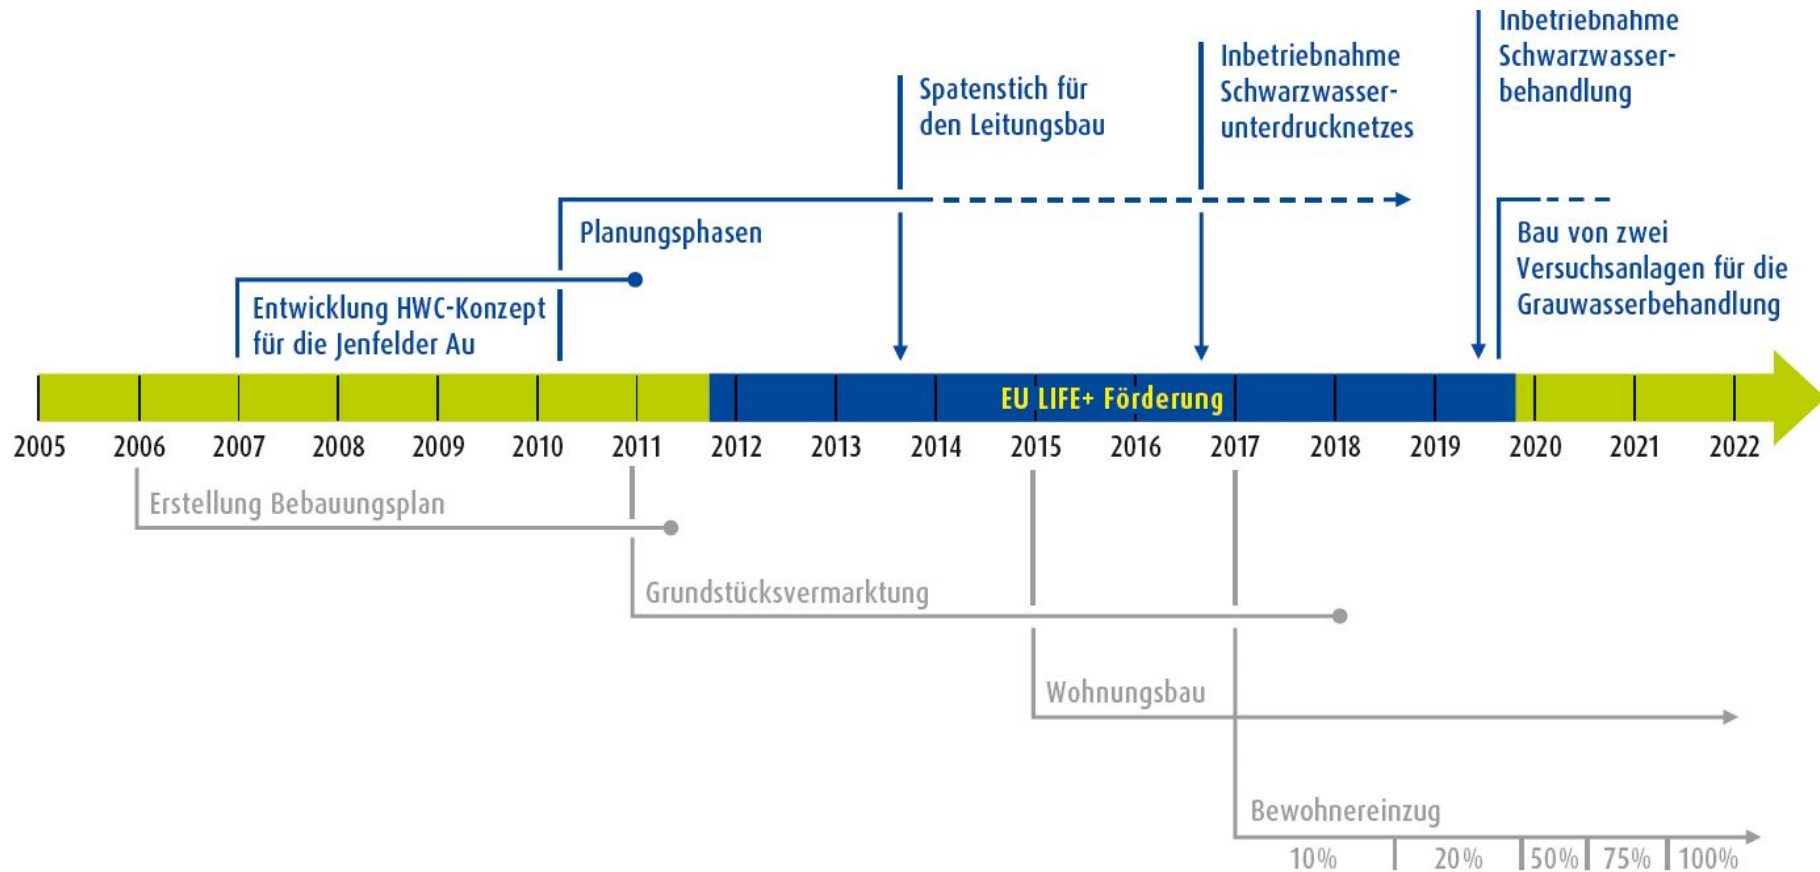 Inbetriebnahme
Schwarzwasser-
behandlung
Inbetriebnahme
Schwarzwasser-
unterdrucknetzes
Spatenstich für
den Leitungsbau
Planungsphasen
Bau von zwei
Versuchsanlagen für die
Grauwasserbehandlung
Entwicklung HWC-Konzept
für die Jenfelder Au
EU LIFE+ Förderung
2005 2006 2007 2008 2009 2010 2011 2012 2013 2014 2015 2016 2017 2018 2019 2020 2021 2022
Erstellung Bebauungsplan
Grundstücksvermarktung
Wohnungsbau
Bewohnereinzug
10% 20% 50% 75% 100%